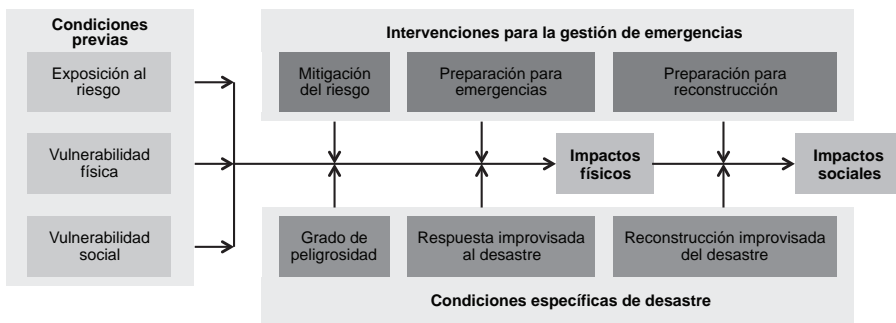 Condiciones
previas
Exposición al
riesgo
Vulnerabilidad
física
Vulnerabilidad
social
Intervenciones para la gestión de emergencias
Mitigación
del riesgo
Preparación para
emergencias
Preparación para
reconstrucción
Impactos
físicos
Impactos
sociales
Grado de
peligrosidad
Respuesta improvisada
al desastre
Reconstrucción improvisada
del desastre
Condiciones específicas de desastre